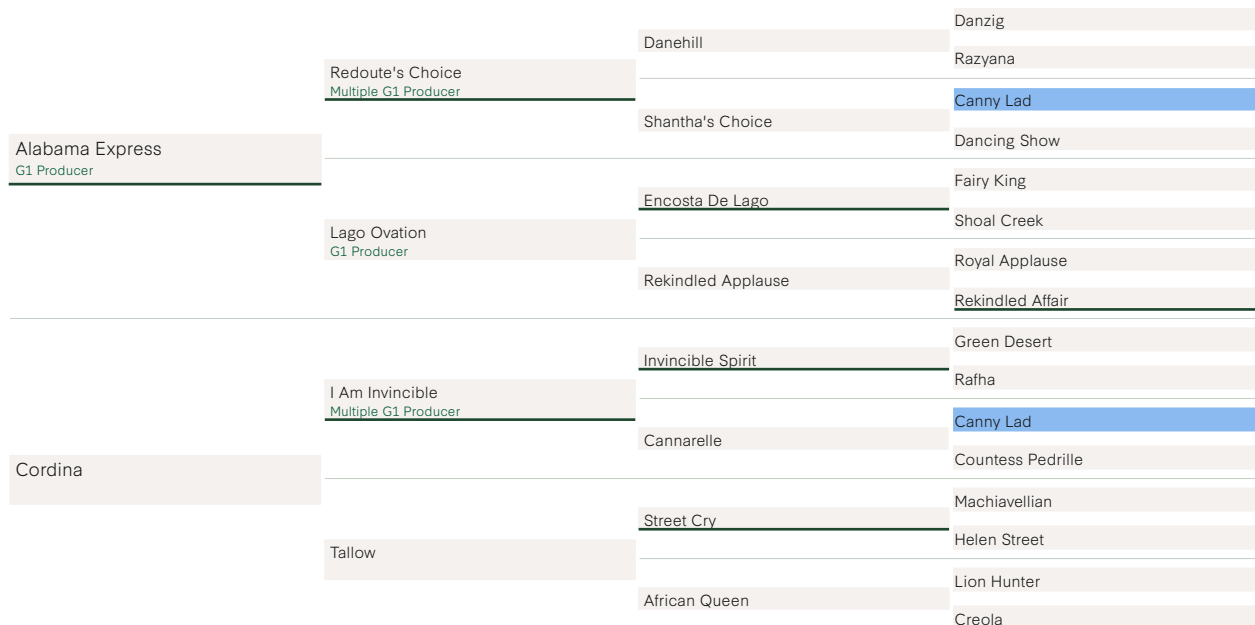 Alabama Express
G1 Producer
Redoute's Choice
Multiple G1 Producer
Danehill
Danzig
Razyana
Shantha's Choice
Canny Lad
Dancing Show
Lago Ovation
G1 Producer
Encosta De Lago
Fairy King
Shoal Creek
Rekindled Applause
Royal Applause
Rekindled Affair
Cordina
I Am Invincible
Multiple G1 Producer
Invincible Spirit
Green Desert
Rafha
Cannarelle
Canny Lad
Countess Pedrille
Tallow
Street Cry
Machiavellian
Helen Street
African Queen
Lion Hunter
Creola